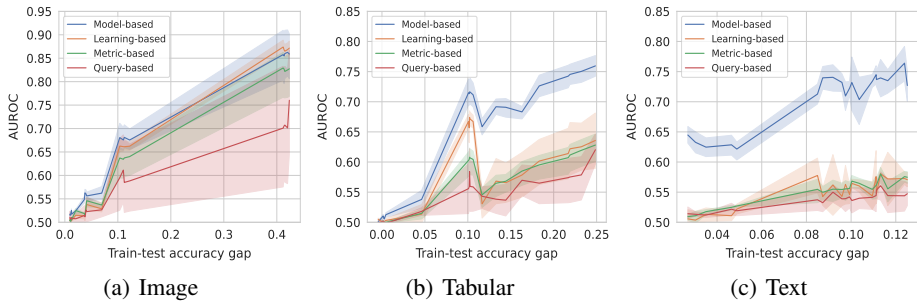 0.95
0.90
0.85
0.80
0.75
0.70
0.65
0.60
0.55
0.50
AUROC
Model-based
Learning-based
Metric-based
Query-based
0.0 0.1 0.2 0.3 0.4
Train-test accuracy gap
(a) Image
0.85
0.80
0.75
0.70
0.65
0.60
0.55
0.50
AUROC
Model-based
Learning-based
Metric-based
Query-based
0.00 0.05 0.10 0.15 0.20 0.25
Train-test accuracy gap
(b) Tabular
0.85
0.80
0.75
0.70
0.65
0.60
0.55
0.50
AUROC
Model-based
Learning-based
Metric-based
Query-based
0.04 0.06 0.08 0.10 0.12
Train-test accuracy gap
(c) Text